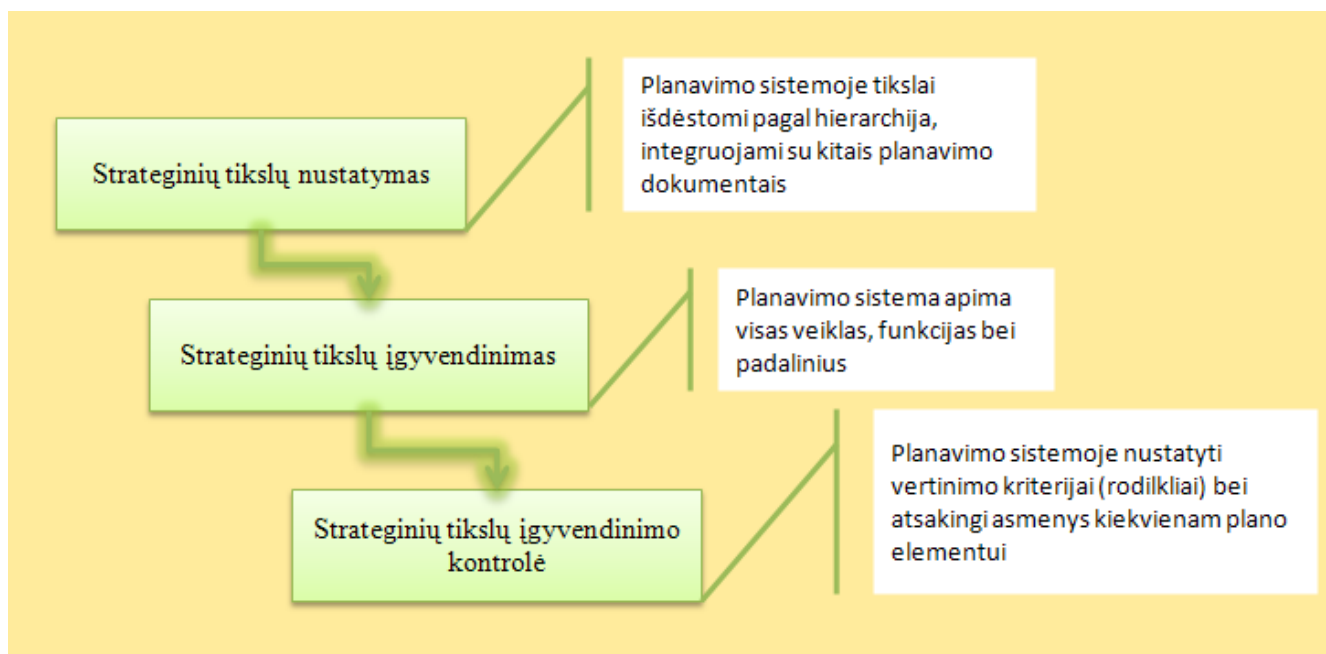 Strateginių tikslų nustatymas
Planavimo sistemoje tikslai
išdėstomi pagal hierarchija,
integruojami su kitais planavimo
dokumentais
Strateginių tikslų įgyvendinimas
Planavimo sistema apima
visas veiklas, funkcijas bei
padalinius
Strateginių tikslų įgyvendinimo
kontrolė
Planavimo sistemoje nustatyti
vertinimo kriterijai (rodilkliai) bei
atsakingi asmenys kiekvienam plano
elementui